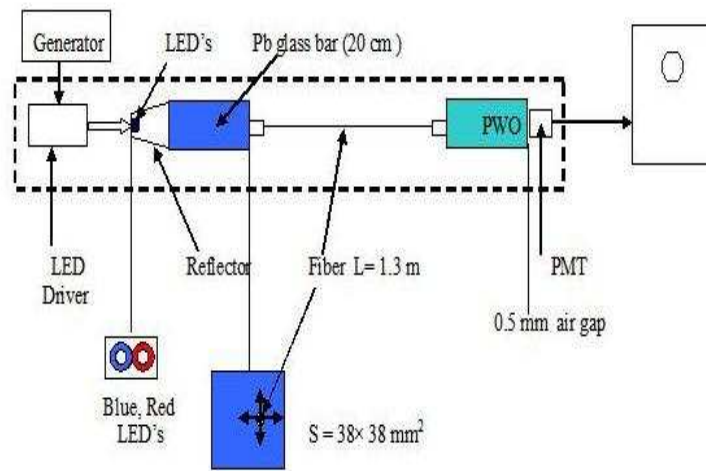 Generator
LED's
Pb glass bar (20 cm )
PWO
LED
Driver
Reflector
Fiber L= 1.3 m
PMT
0.5 mm air gap
Blue, Red
LED's
S = 38× 38 mm²